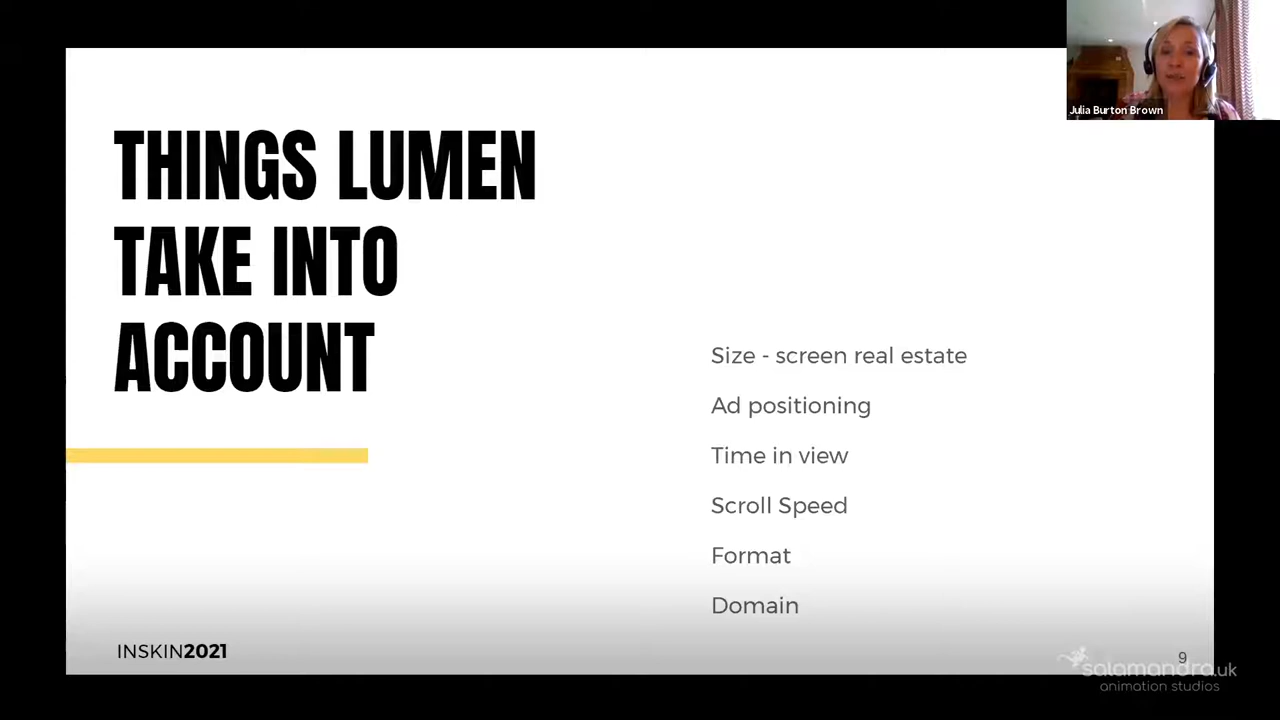 Julia Burton Brown
THINGS LUMEN
TAKE INTO
ACCOUNT
Size - screen real estate
Ad positioning
Time in view
Scroll Speed
Format
Domain
INSKIN2021
9
salamandra.uk
animation studios